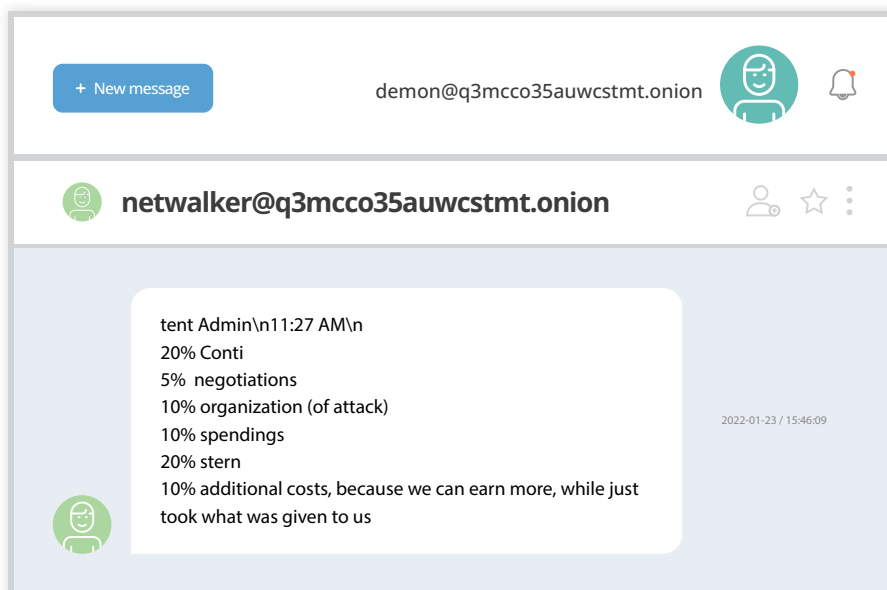 + New message
demon@q3mcco35auwcstmt.onion
netwalker@q3mcco35auwcstmt.onion
tent Admin\n11:27 AM\n
20% Conti
5%  negotiations
10% organization (of attack)
10% spendings
20% stern
10% additional costs, because we can earn more, while just
took what was given to us
2022-01-23 / 15:46:09